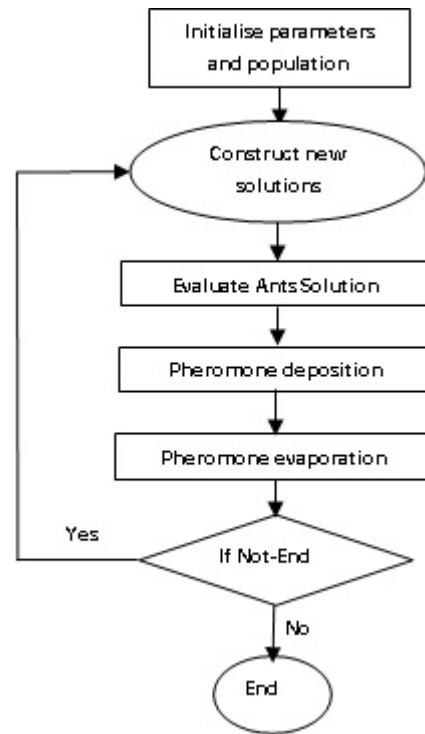 Initialise parameters
and population
Construct new
solutions
Evaluate Ants Solution
Pheromone deposition
Pheromone evaporation
Yes
If Not-End
No
End